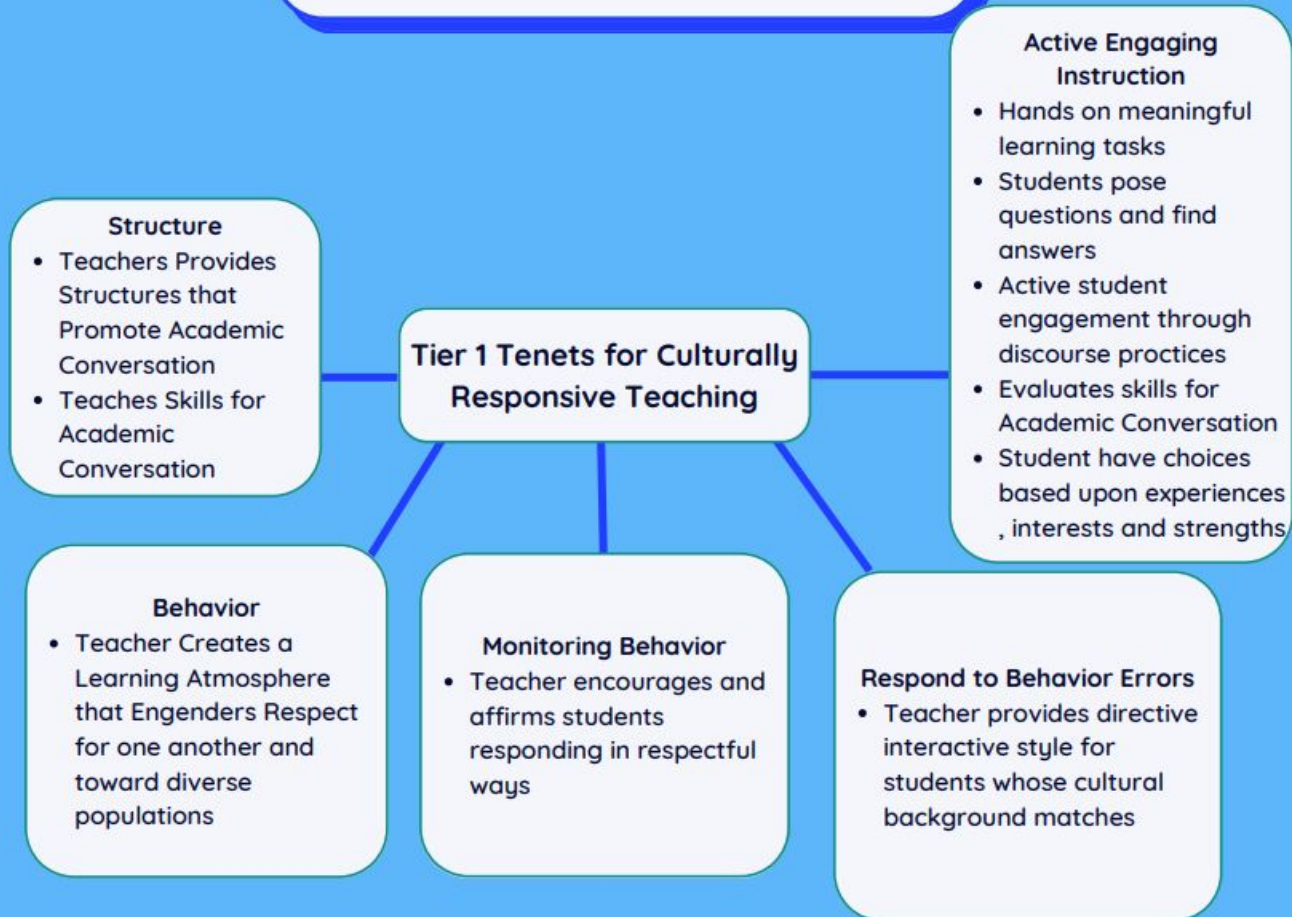 Active Engaging
Instruction
• Hands on meaningful
learning tasks
• Students pose
questions and find
answers
• Active student
engagement through
discourse proctices
• Evaluates skills for
Academic Conversation
• Student have choices
based upon experiences
, interests and strengths
Structure
• Teachers Provides
Structures that
Promote Academic
Conversation
• Teaches Skills for
Academic
Conversation
Tier 1 Tenets for Culturally
Responsive Teaching
Behavior
• Teacher Creates a
Learning Atmosphere
that Engenders Respect
for one another and
toward diverse
populations
Monitoring Behavior
• Teacher encourages and
affirms students
responding in respectful
ways
Respond to Behavior Errors
• Teacher provides directive
interactive style for
students whose cultural
background matches